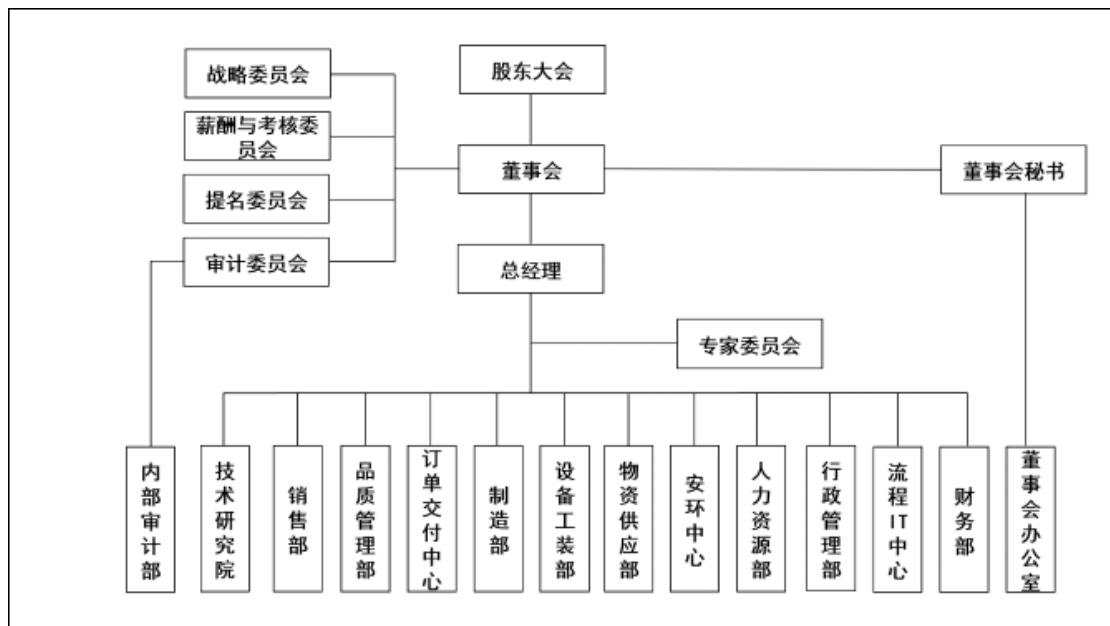 战略委员会
股东大会
薪酬与考核委
员会
董事会
董事会秘书
提名委员会
审计委员会
总经理
专家委员会
内部审计部
技术研究院
销售部
品质管理部
订单交付中心
制造部
设备工装部
物资供应部
安环中心
人力资源部
行政管理部
流程IT中心
财务部
董事会办公室